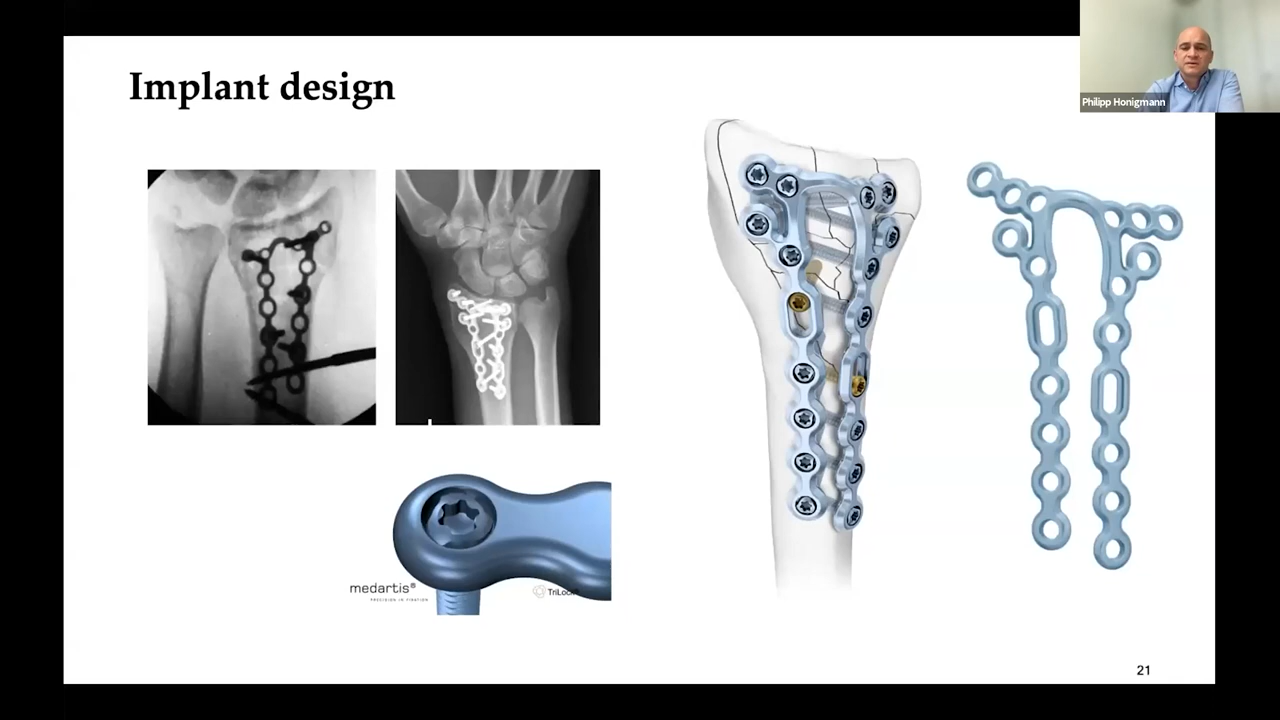 Implant design
Philipp Honigmann
medartis®
PRECISION IN FIXATION
TriLock®
21